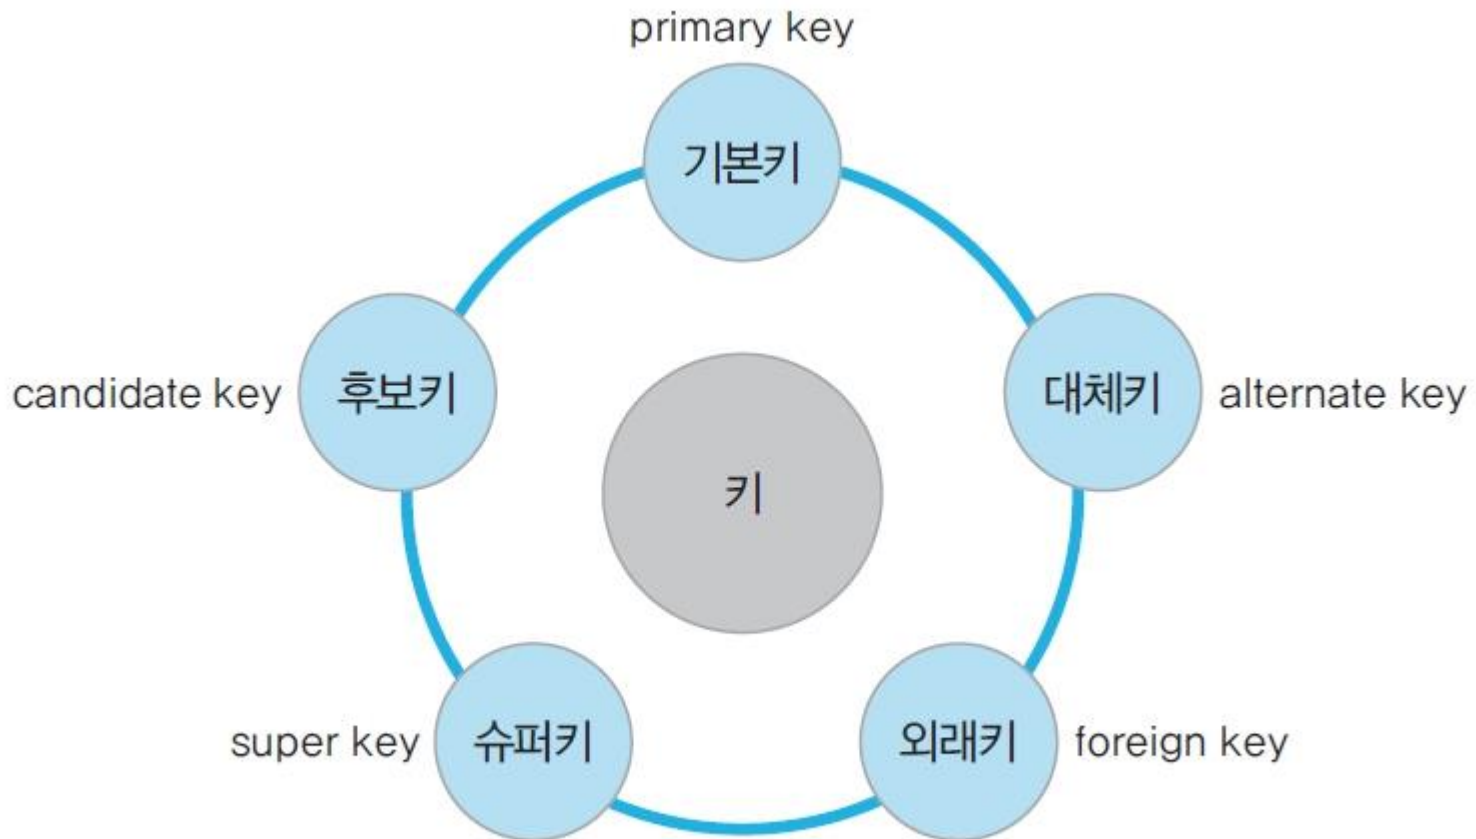 primary key
기본키
candidate key
후보키
대체키
alternate key
키
super key
슈퍼키
외래키
foreign key